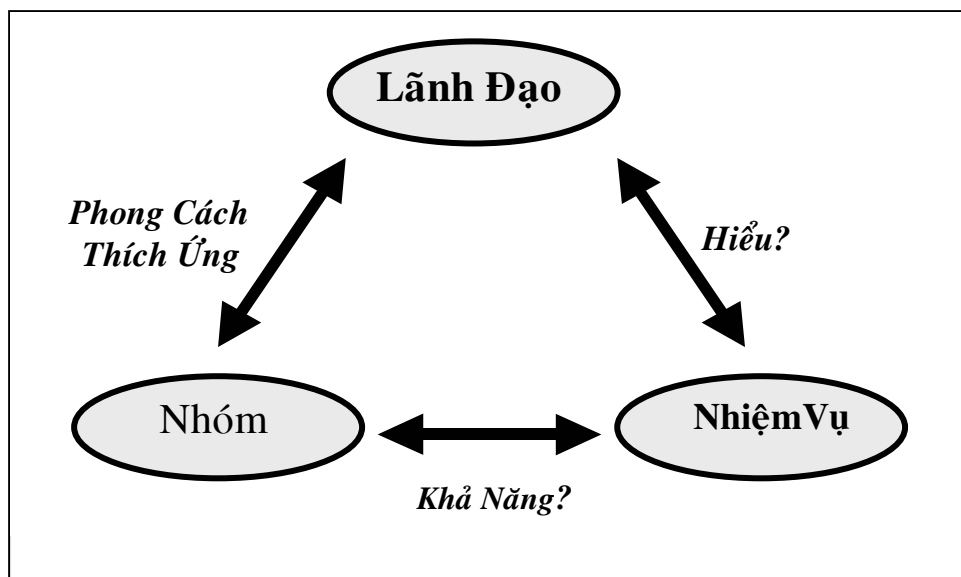 Lãnh Đạo
Phong Cách
Thích Ứng
Hiểu?
Nhóm
NhiệmVụ
Khả Năng?